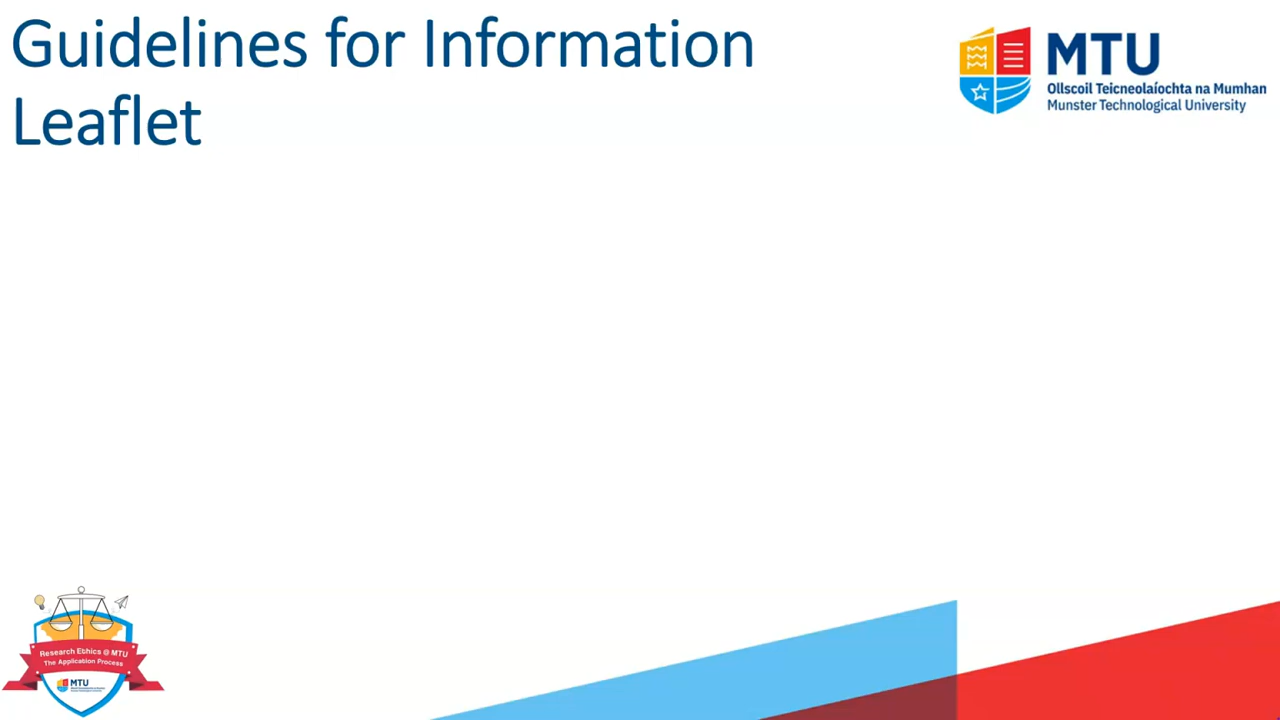 Guidelines for Information
Leaflet
MTU
Ollscoil Teicneolaíochta na Mumhan
Munster Technological University
Research Ethics @ MTU
The Application Process
MTU